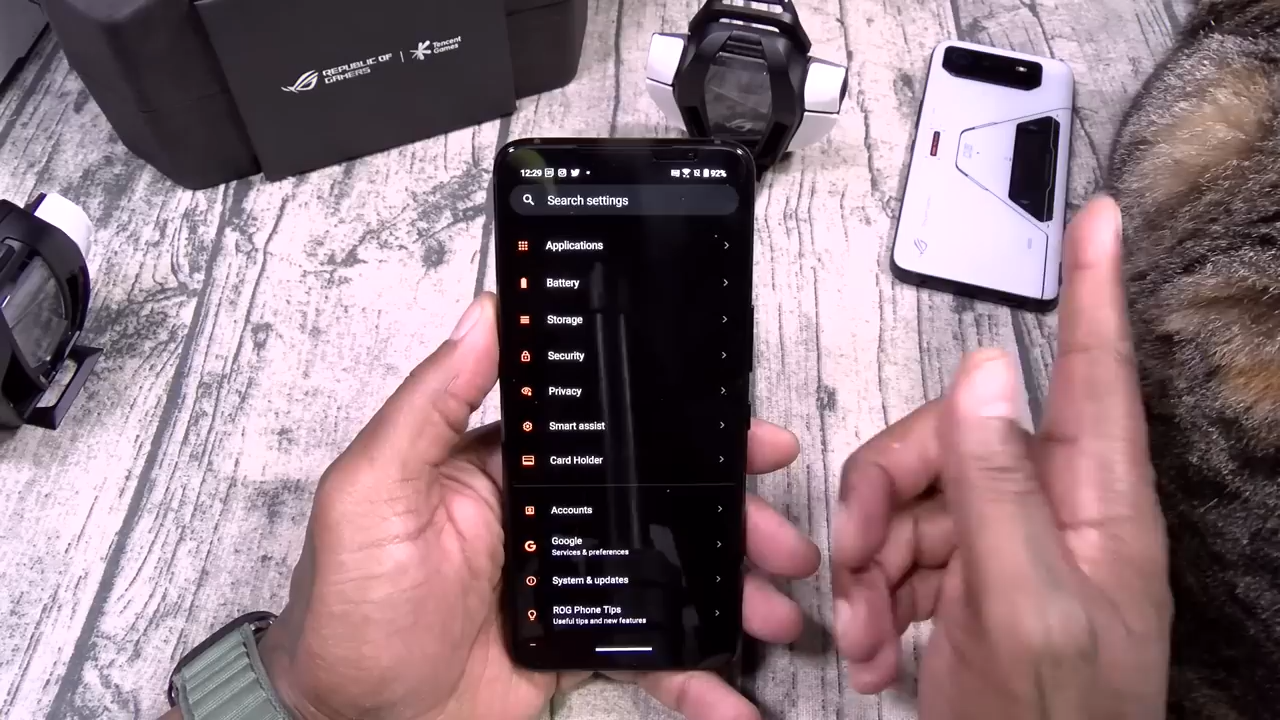 REPUBLIC OF
GAMERS
Tencent
Games
12:29
92%
Search settings
Applications
Battery
Storage
Security
Privacy
Smart assist
Card Holder
Accounts
Google
Services & preferences
System & updates
ROG Phone Tips
Useful tips and new features